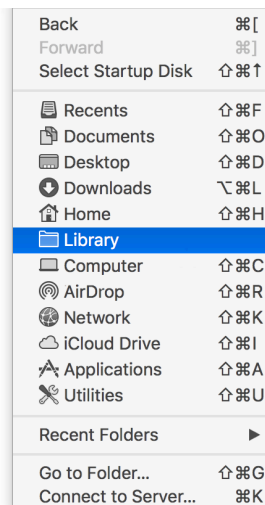 Back ⌘[
Forward ⌘]
Select Startup Disk ⇧⌘↑
Recents ⇧⌘F
Documents ⇧⌘O
Desktop ⇧⌘D
Downloads ⌥⌘L
Home ⇧⌘H
Library
Computer ⇧⌘C
AirDrop ⇧⌘R
Network ⇧⌘K
iCloud Drive ⇧⌘I
Applications ⇧⌘A
Utilities ⇧⌘U
Recent Folders ▶
Go to Folder... ⇧⌘G
Connect to Server... ⌘K